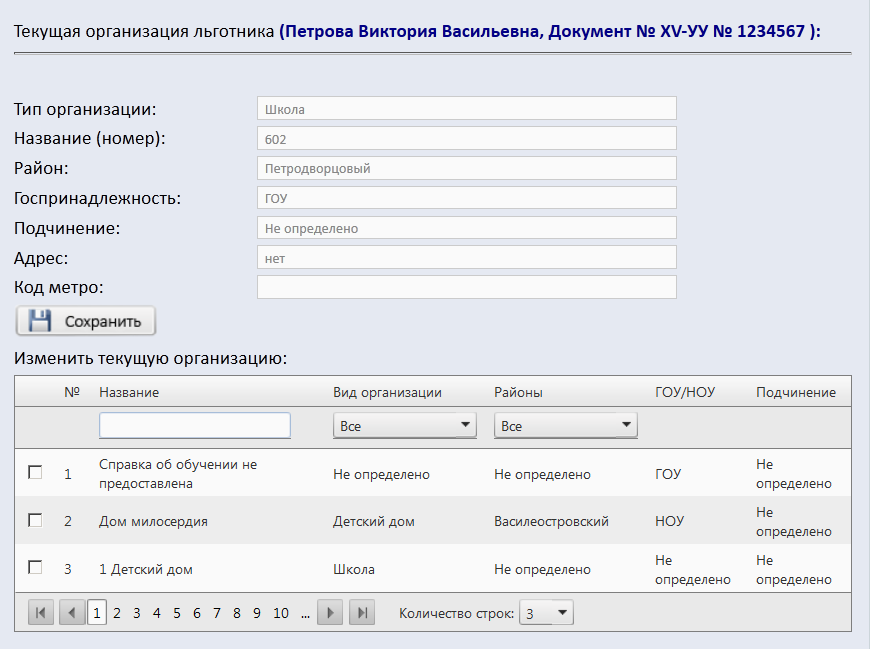 Текущая организация льготника (Петрова Виктория Васильевна, Документ № XV-УУ № 1234567 ):
Тип организации: Школа
Название (номер): 602
Район: Петродворцовый
Госпринадлежность: ГОУ
Подчинение: Не определено
Адрес: нет
Код метро:
Сохранить
Изменить текущую организацию:
№ Название Вид организации Районы ГОУ/НОУ Подчинение
Все Все
1 Справка об обучении не предоставлена Не определено Не определено ГОУ Не определено
2 Дом милосердия Детский дом Василеостровский НОУ Не определено
3 1 Детский дом Школа Не определено Не определено Не определено
1 2 3 4 5 6 7 8 9 10 ... Количество строк: 3